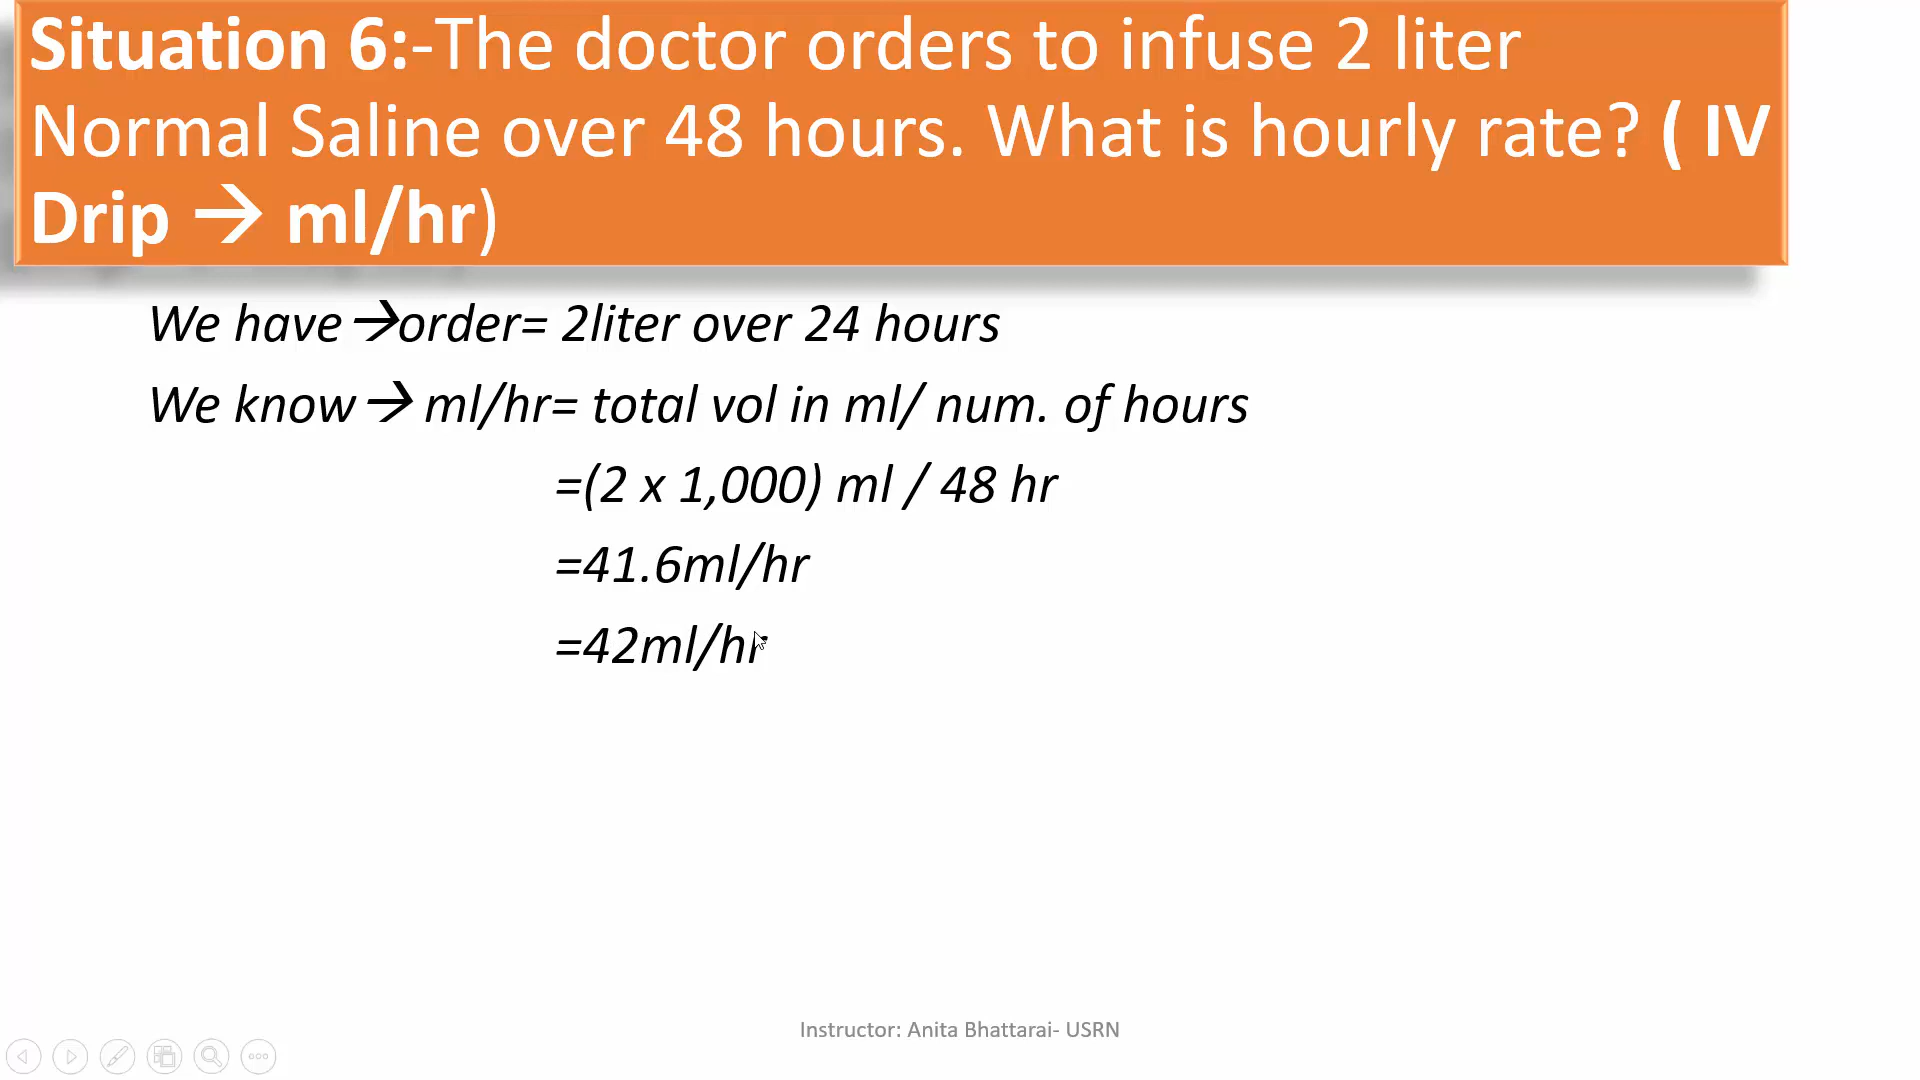 Situation 6:-The doctor orders to infuse 2 liter
Normal Saline over 48 hours. What is hourly rate? ( IV
Drip → ml/hr)
We have→order= 2liter over 24 hours
We know→ ml/hr= total vol in ml/ num. of hours
=(2 x 1,000) ml / 48 hr
=41.6ml/hr
=42ml/hr
Instructor: Anita Bhattarai- USRN